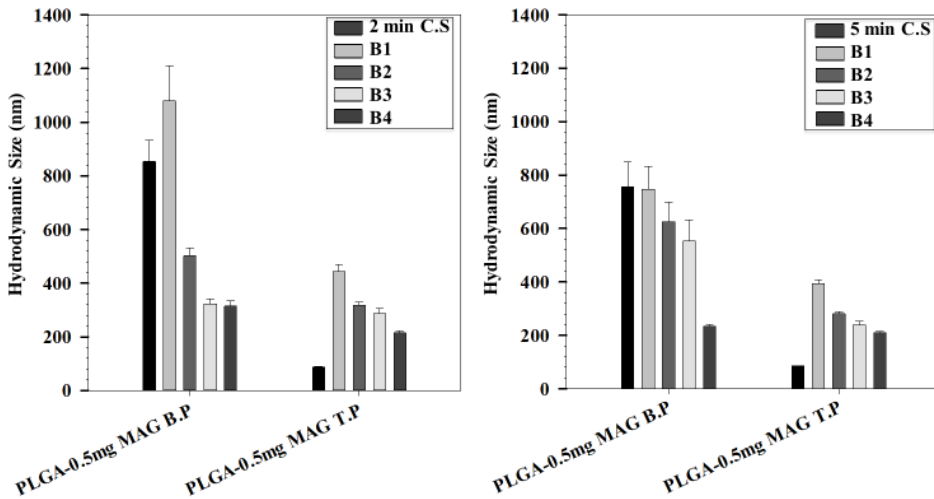 1400
1200
1000
800
600
400
200
0
Hydrodynamic Size (nm)
2 min C.S
B1
B2
B3
B4
PLGA-0.5mg MAG B.P
PLGA-0.5mg MAG T.P
1400
1200
1000
800
600
400
200
0
Hydrodynamic Size (nm)
5 min C.S
B1
B2
B3
B4
PLGA-0.5mg MAG B.P
PLGA-0.5mg MAG T.P